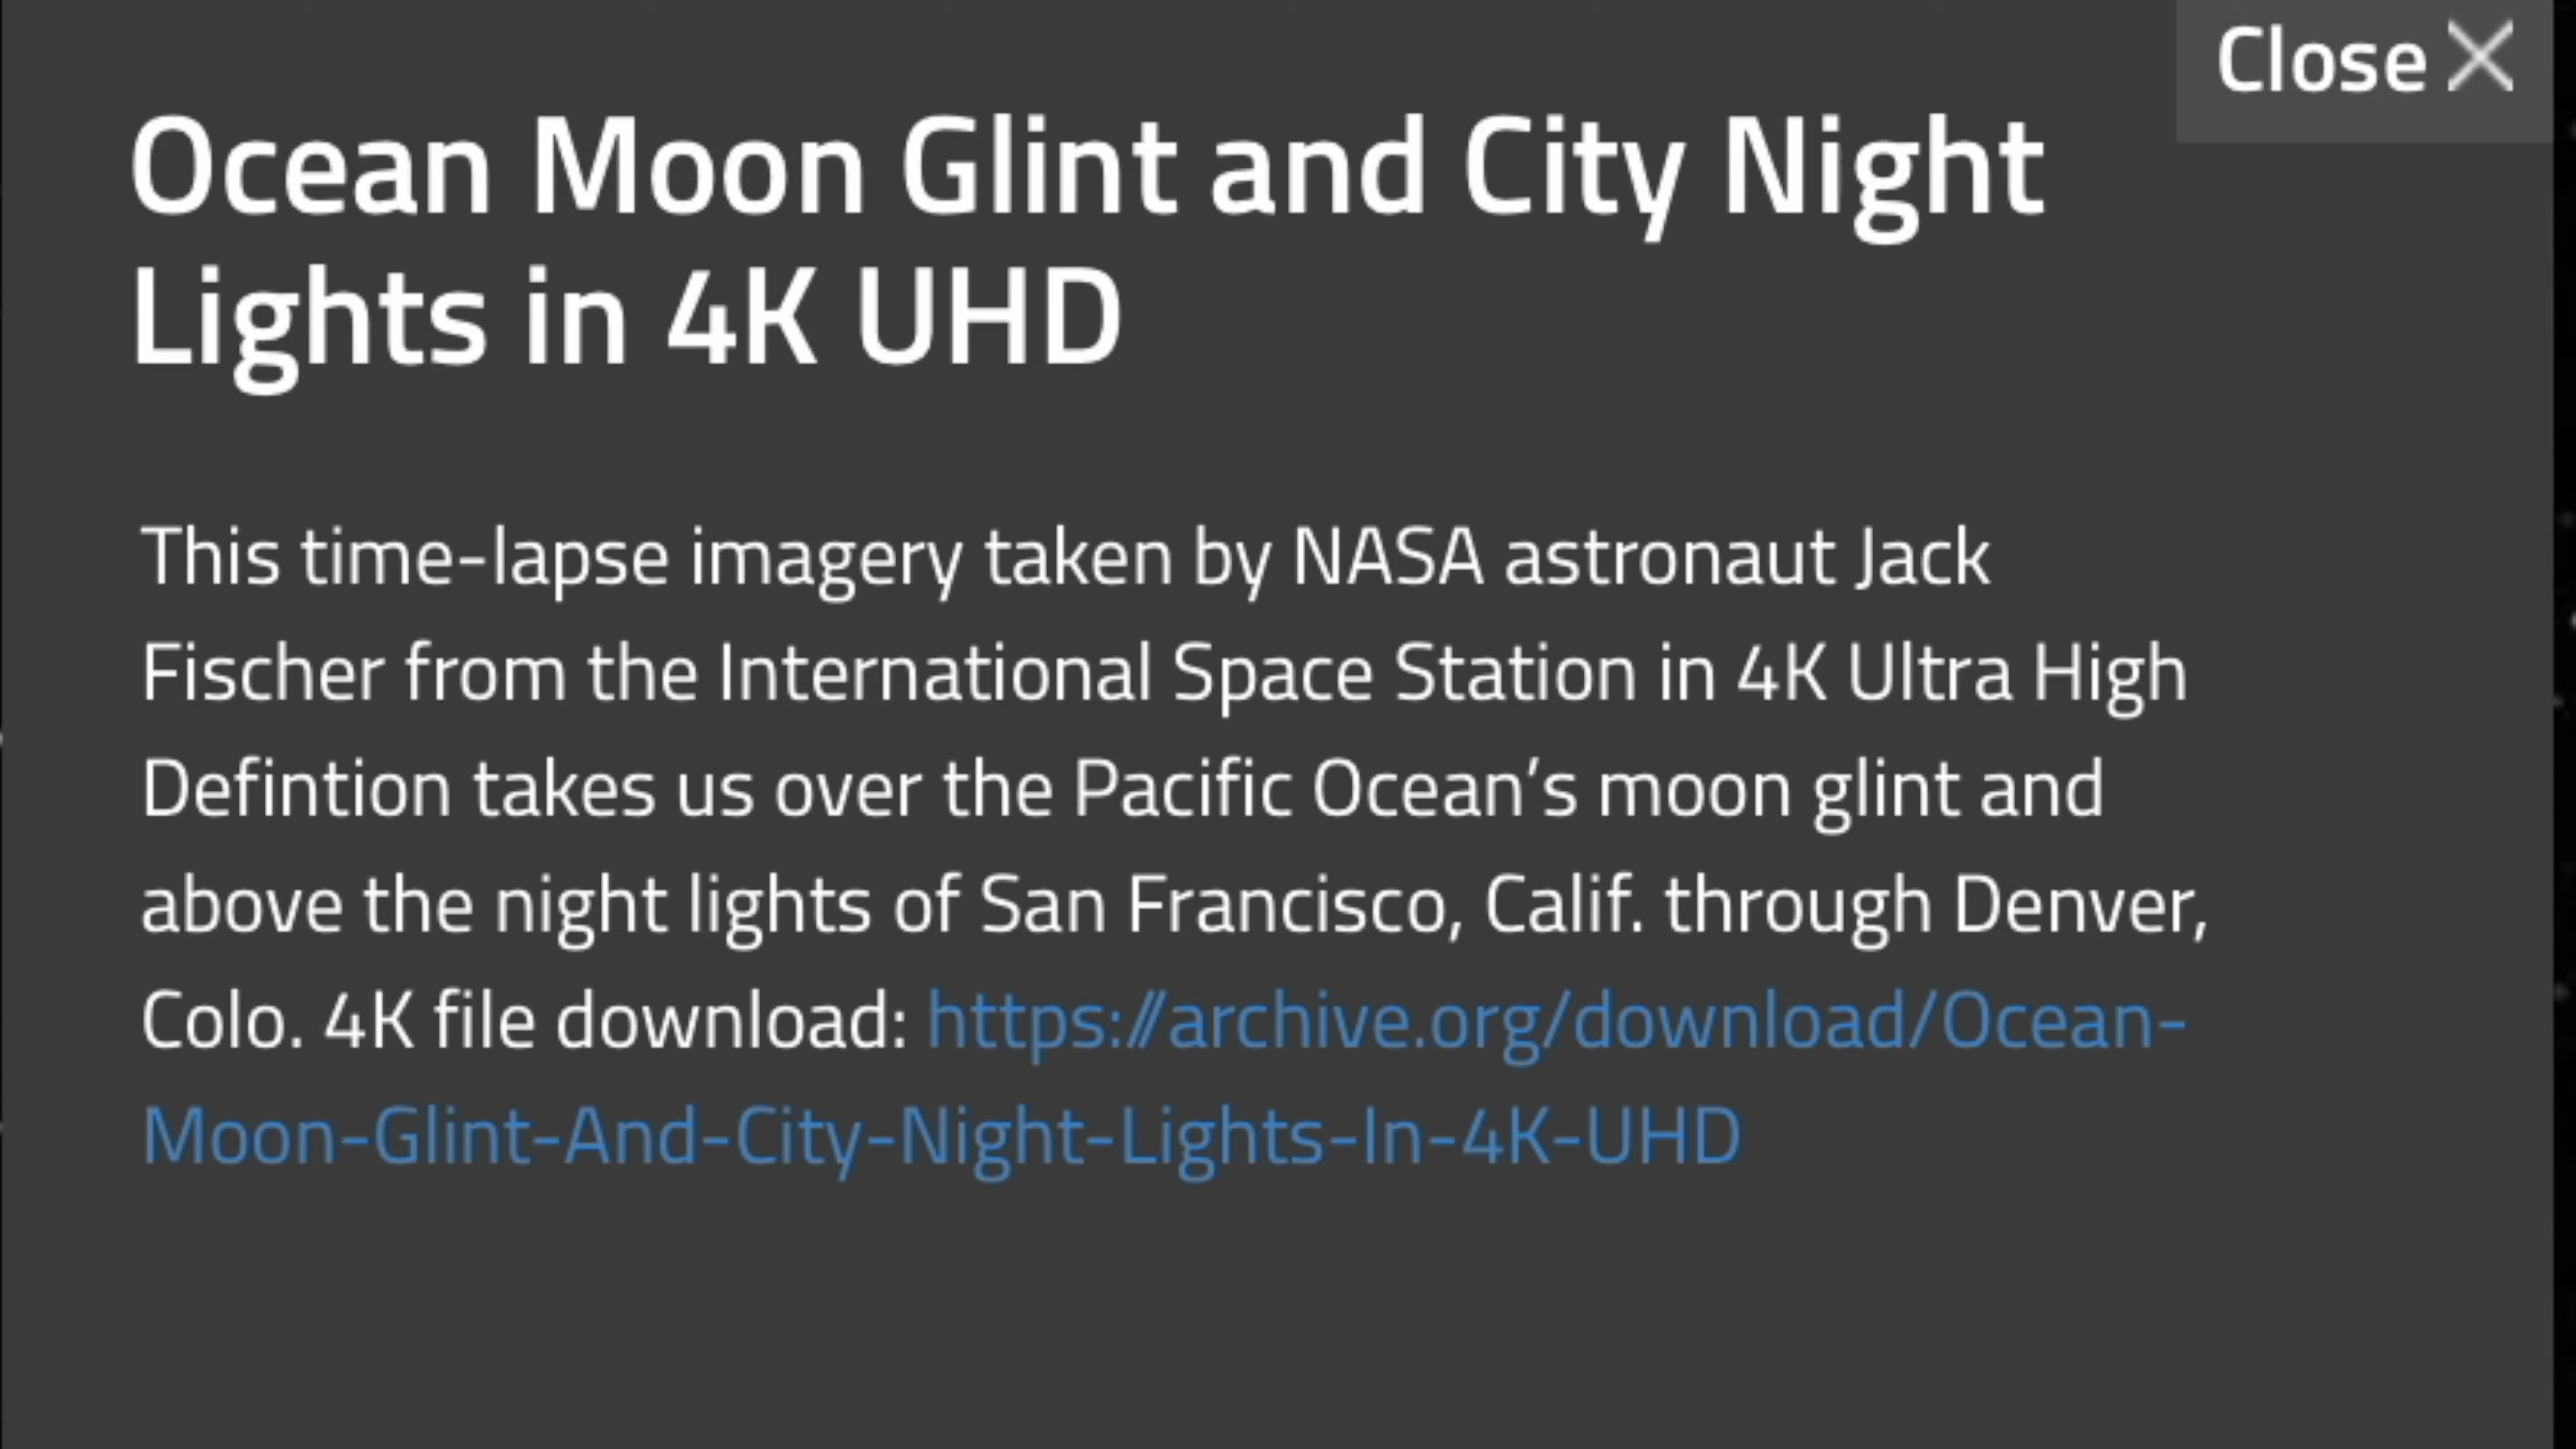 Close
Ocean Moon Glint and City Night
Lights in 4K UHD
This time-lapse imagery taken by NASA astronaut Jack
Fischer from the International Space Station in 4K Ultra High
Defintion takes us over the Pacific Ocean’s moon glint and
above the night lights of San Francisco, Calif. through Denver,
Colo. 4K file download: https://archive.org/download/Ocean-
Moon-Glint-And-City-Night-Lights-In-4K-UHD